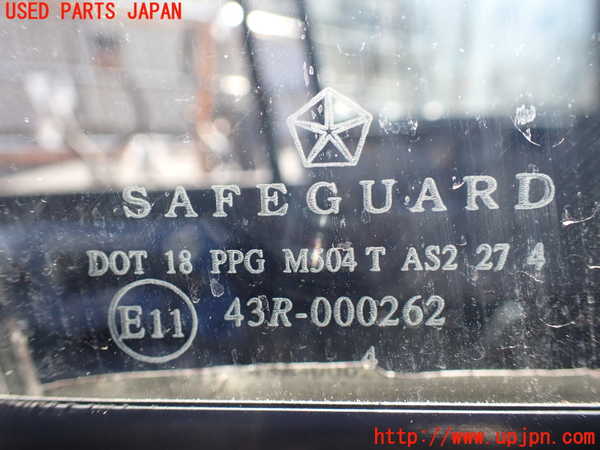 USED PARTS JAPAN
SAFEGUARD
DOT 18 PPG M504 T AS2 27 4
E11 43R-000262
4
http://www.upjpn.com/